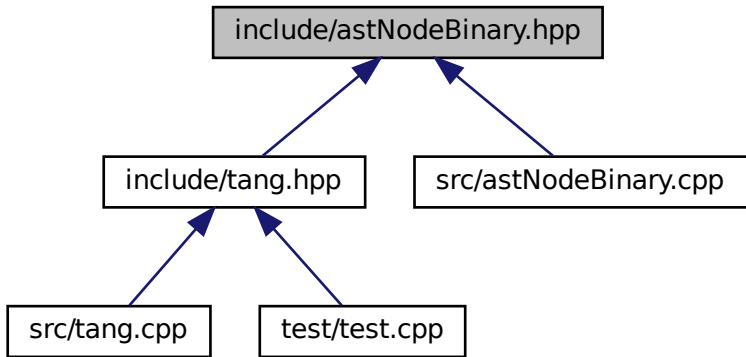 include/astNodeBinary.hpp
include/tang.hpp
src/astNodeBinary.cpp
src/tang.cpp
test/test.cpp